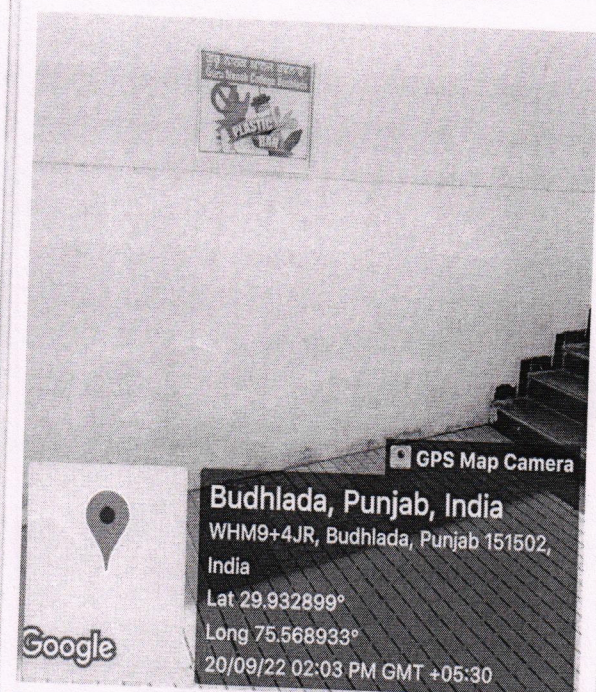 PLASTIC
GPS Map Camera
Budhlada, Punjab, India
WHM9+4JR, Budhlada, Punjab 151502,
India
Lat 29.932899°
Long 75.568933°
20/09/22 02:03 PM GMT +05:30
Google